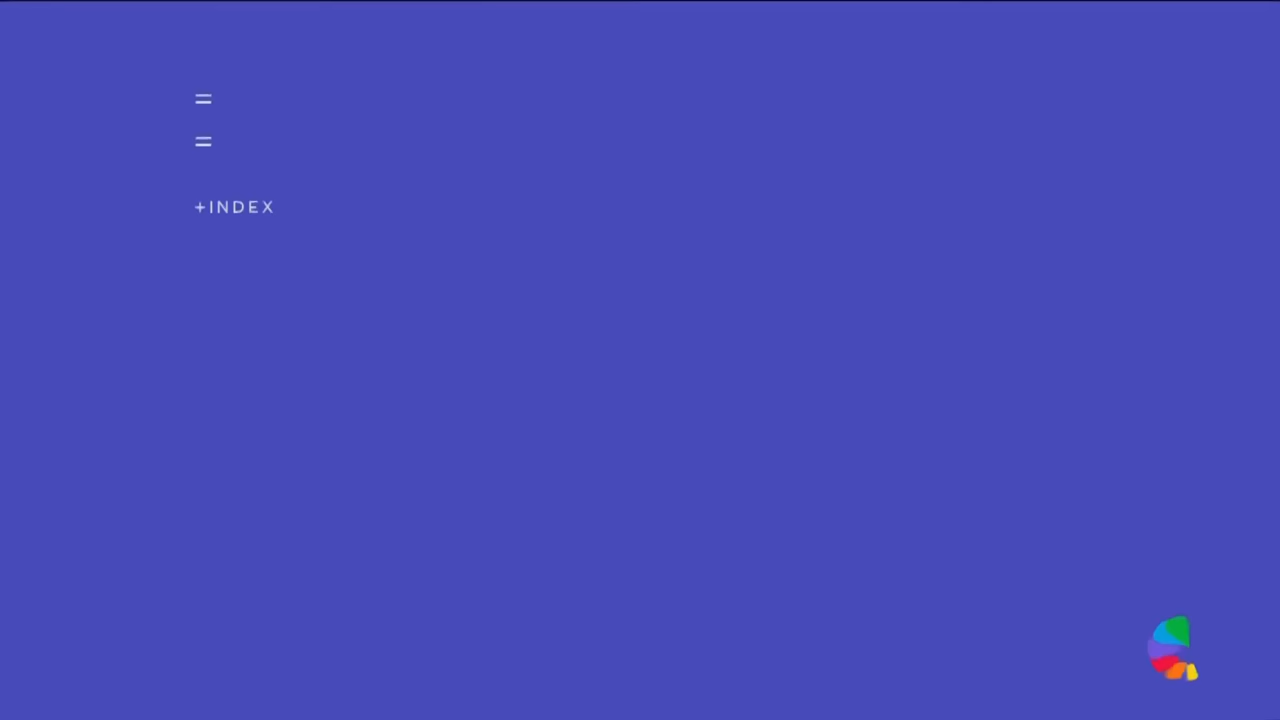 =
=
+INDEX